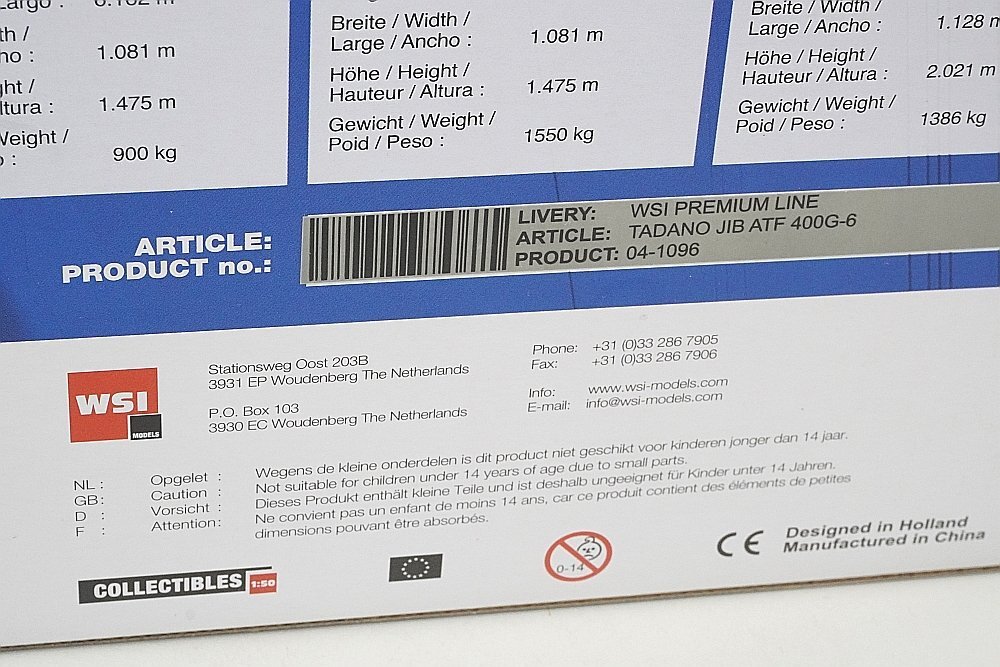 th /
ho :
1.081 m
ght /
ltura :
1.475 m
Weight /
o :
900 kg
Breite / Width /
Large / Ancho :
1.081 m
Höhe / Height /
Hauteur / Altura :
1.475 m
Gewicht / Weight /
Poid / Peso :
1550 kg
Breite / Width /
Large / Ancho :
1.128 m
Höhe / Height /
Hauteur / Altura :
2.021 m
Gewicht / Weight /
Poid / Peso :
1386 kg
ARTICLE:
PRODUCT no.:
LIVERY: WSI PREMIUM LINE
ARTICLE: TADANO JIB ATF 400G-6
PRODUCT: 04-1096
WSI
MODELS
Stationsweg Oost 203B
3931 EP Woudenberg The Netherlands
P.O. Box 103
3930 EC Woudenberg The Netherlands
Phone: +31 (0)33 286 7905
Fax: +31 (0)33 286 7906
Info: www.wsi-models.com
E-mail: info@wsi-models.com
NL : Opgelet : Wegens de kleine onderdelen is dit product niet geschikt voor kinderen jonger dan 14 jaar.
GB : Caution : Not suitable for children under 14 years of age due to small parts.
D : Vorsicht : Dieses Produkt enthält kleine Teile und ist deshalb ungeeignet für Kinder unter 14 Jahren.
F : Attention: Ne convient pas un enfant de moins 14 ans, car ce produit contient des éléments de petites
dimensions pouvant être absorbés.
COLLECTIBLES 1:50
0-14
CE
Designed in Holland
Manufactured in China